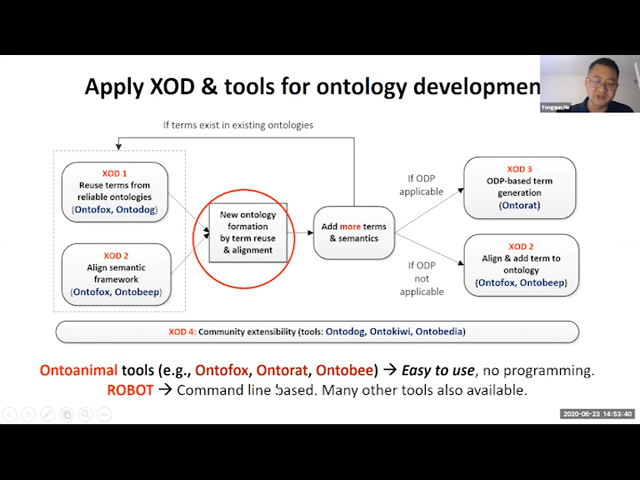 Apply XOD & tools for ontology developmen
If terms exist in existing ontologies
XOD 1
Reuse terms from
reliable ontologies
(Ontofox, Ontodog)
XOD 2
Align semantic
framework
(Ontofox, Ontobeep)
New ontology
formation
by term reuse
& alignment
Add more terms
& semantics
If ODP
applicable
If ODP
not
applicable
XOD 3
ODP-based term
generation
(Ontorat)
XOD 2
Align & add term to
ontology
(Ontofox, Ontobeep)
XOD 4: Community extensibility (tools: Ontodog, Ontokiwi, Ontobedia)
Ontoanimal tools (e.g., Ontofox, Ontorat, Ontobee) → Easy to use, no programming.
ROBOT → Command line based. Many other tools also available.
Yongqun He
2020-06-23 14:53:40